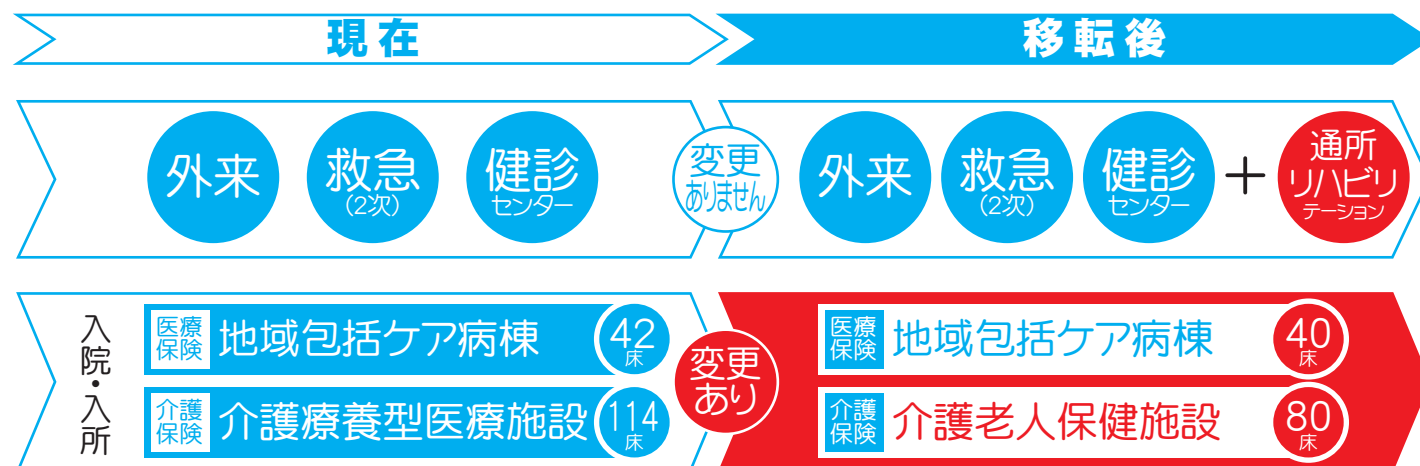 現在
移転後
外来
救急
(2次)
健診
センター
変更
ありません
外来
救急
(2次)
健診
センター
+
通所
リハビリ
テーション
入院・入所
医療
保険
地域包括ケア病棟
42
床
介護
保険
介護療養型医療施設
114
床
変更
あり
医療
保険
地域包括ケア病棟
40
床
介護
保険
介護老人保健施設
80
床